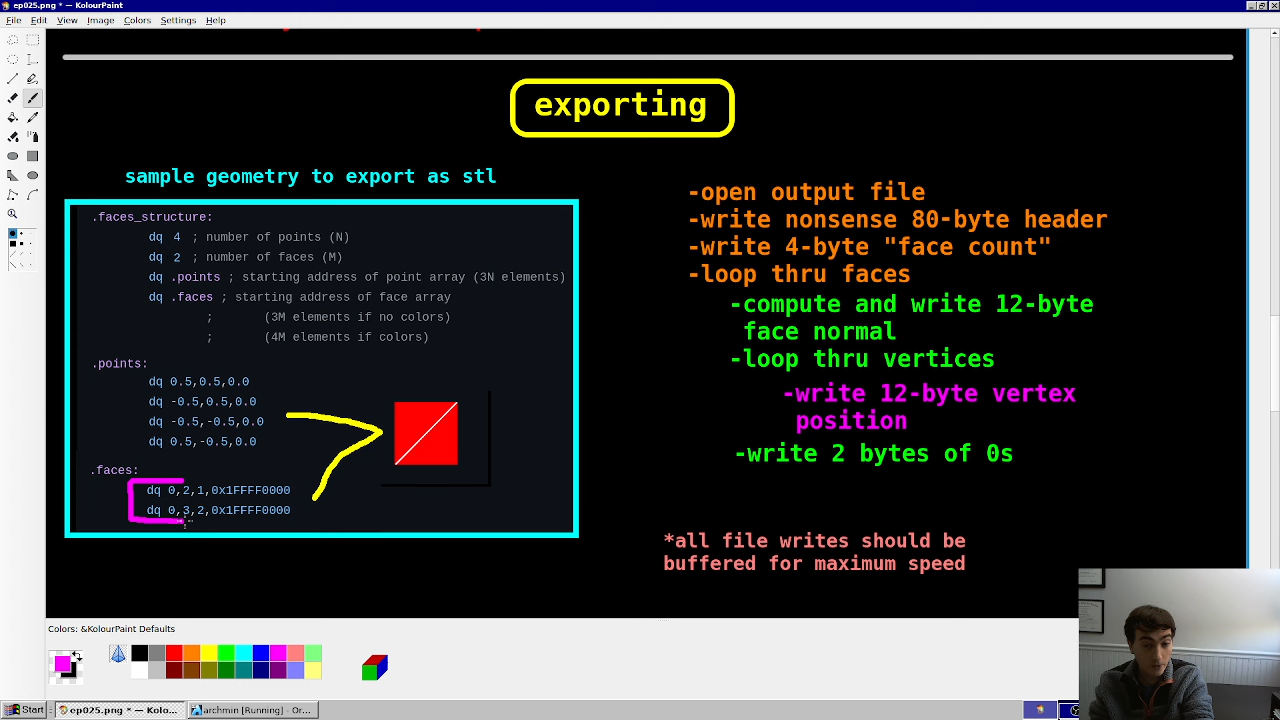 ep025.png * — KolourPaint
File Edit View Image Colors Settings Help
exporting
sample geometry to export as stl
.faces_structure:
dq 4 ; number of points (N)
dq 2 ; number of faces (M)
dq .points ; starting address of point array (3N elements)
dq .faces ; starting address of face array
; (3M elements if no colors)
; (4M elements if colors)
.points:
dq 0.5,0.5,0.0
dq -0.5,0.5,0.0
dq -0.5,-0.5,0.0
dq 0.5,-0.5,0.0
.faces:
dq 0,2,1,0x1FFFF0000
dq 0,3,2,0x1FFFF0000
-open output file
-write nonsense 80-byte header
-write 4-byte "face count"
-loop thru faces
-compute and write 12-byte
face normal
-loop thru vertices
-write 12-byte vertex
position
-write 2 bytes of 0s
*all file writes should be
buffered for maximum speed
Colors: &KolourPaint Defaults
Start ep025.png * — Kolo... archmin [Running] - Or...